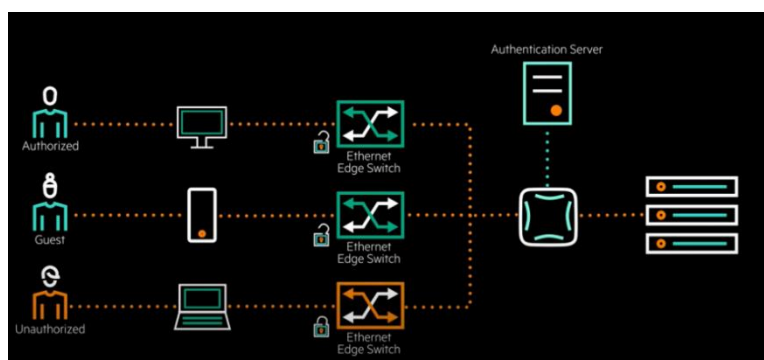 Authentication Server
Authorized
Ethernet
Edge Switch
Guest
Ethernet
Edge Switch
Unauthorized
Ethernet
Edge Switch